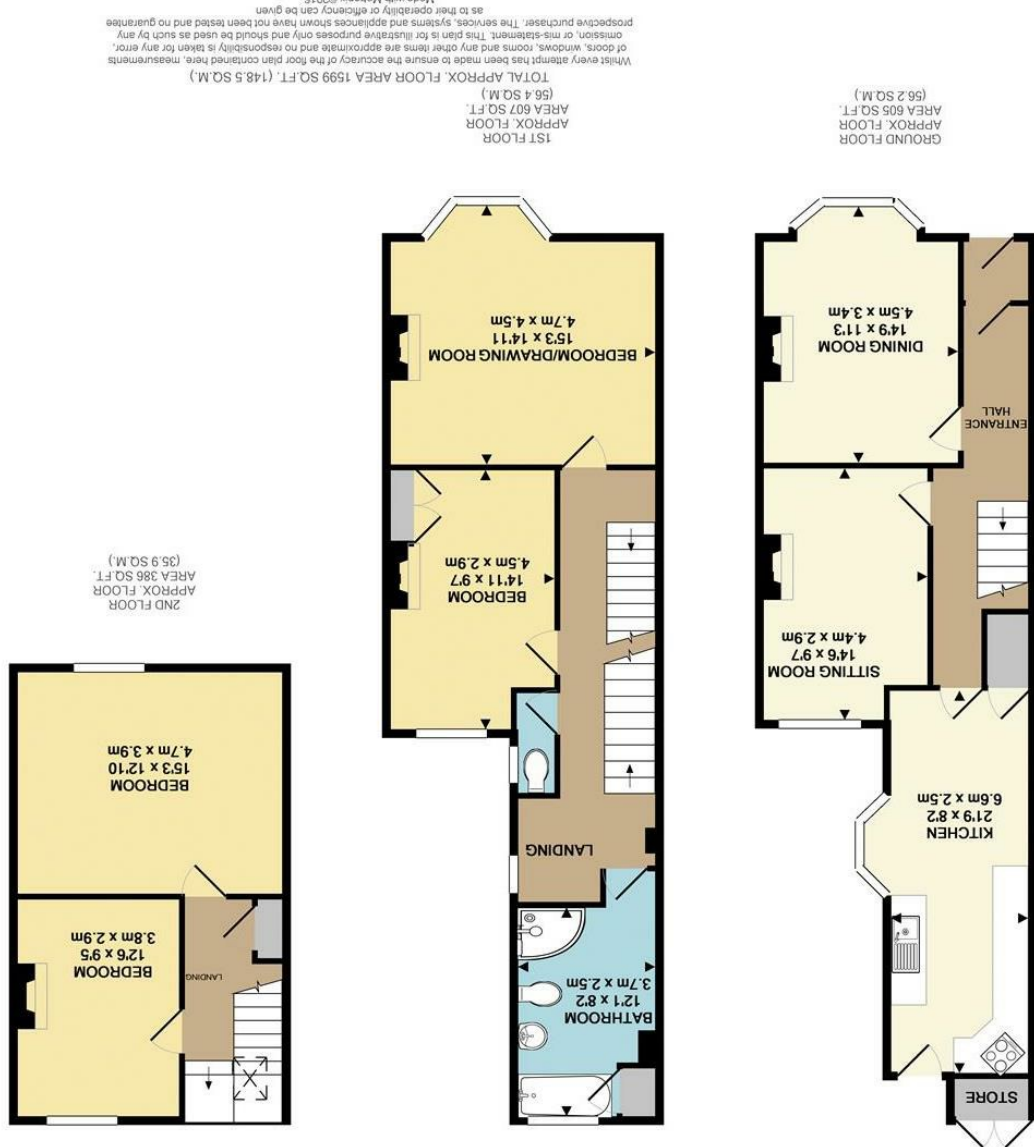 STORE
KITCHEN
21'9 x 8'2
6.6m x 2.5m
SITTING ROOM
14'6 x 9'7
4.4m x 2.9m
ENTRANCE
HALL
DINING ROOM
14'9 x 11'3
4.5m x 3.4m
GROUND FLOOR
APPROX. FLOOR
AREA 605 SQ.FT.
(56.2 SQ.M.)
BATHROOM
12'1 x 8'2
3.7m x 2.5m
LANDING
BEDROOM
14'11 x 9'7
4.5m x 2.9m
BEDROOM/DRAWING ROOM
15'3 x 14'11
4.7m x 4.5m
1ST FLOOR
APPROX. FLOOR
AREA 607 SQ.FT.
(56.4 SQ.M.)
BEDROOM
12'6 x 9'5
3.8m x 2.9m
LANDING
BEDROOM
15'3 x 12'10
4.7m x 3.9m
2ND FLOOR
APPROX. FLOOR
AREA 386 SQ.FT.
(35.9 SQ.M.)
TOTAL APPROX. FLOOR AREA 1599 SQ.FT. (148.5 SQ.M.)
Whilst every attempt has been made to ensure the accuracy of the floor plan contained here, measurements
of doors, windows, rooms and any other items are approximate and no responsibility is taken for any error,
omission, or mis-statement. This plan is for illustrative purposes only and should be used as such by any
prospective purchaser. The services, systems and appliances shown have not been tested and no guarantee
as to their operability or efficiency can be given
Made with Metropix ©2016